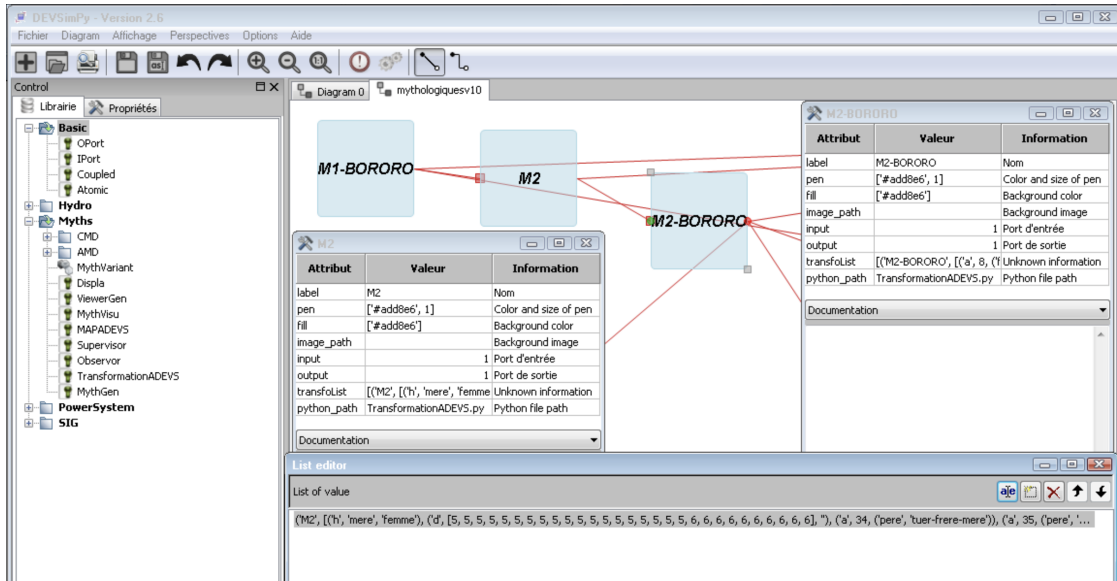 DEVSimPy - Version 2.6
Fichier Diagram Affichage Perspectives Options Aide
Control
Diagram 0 mythologiquesv10
Librairie Propriétés
Basic
OPort
IPort
Coupled
Atomic
Hydro
Myths
CMD
AMD
MythVariant
Displa
ViewerGen
MythVisu
MAPADEVS
Supervisor
Observor
TransformationADEVS
MythGen
PowerSystem
SIG
M1-BORORO
M2
M2-BORORO
M2
Attribut Valeur Information
label M2 Nom
pen ['#add8e6', 1] Color and size of pen
fill ['#add8e6'] Background color
image_path Background image
input 1 Port d'entrée
output 1 Port de sortie
transfoList [('M2', [('h', 'mere', 'femme Unknown information
python_path TransformationADEVS.py Python file path
Documentation
M2-BORORO
Attribut Valeur Information
label M2-BORORO Nom
pen ['#add8e6', 1] Color and size of pen
fill ['#add8e6'] Background color
image_path Background image
input 1 Port d'entrée
output 1 Port de sortie
transfoList [('M2-BORORO', [('a', 8, ('f Unknown information
python_path TransformationADEVS.py Python file path
Documentation
List editor
List of value
('M2', [('h', 'mere', 'femme'), ('d', [5, 5, 5, 5, 5, 5, 5, 5, 5, 5, 5, 5, 5, 5, 5, 5, 5, 5, 5, 6, 6, 6, 6, 6, 6, 6, 6, 6, 6], ''), ('a', 34, ('pere', 'tuer-frere-mere')), ('a', 35, ('pere', '...